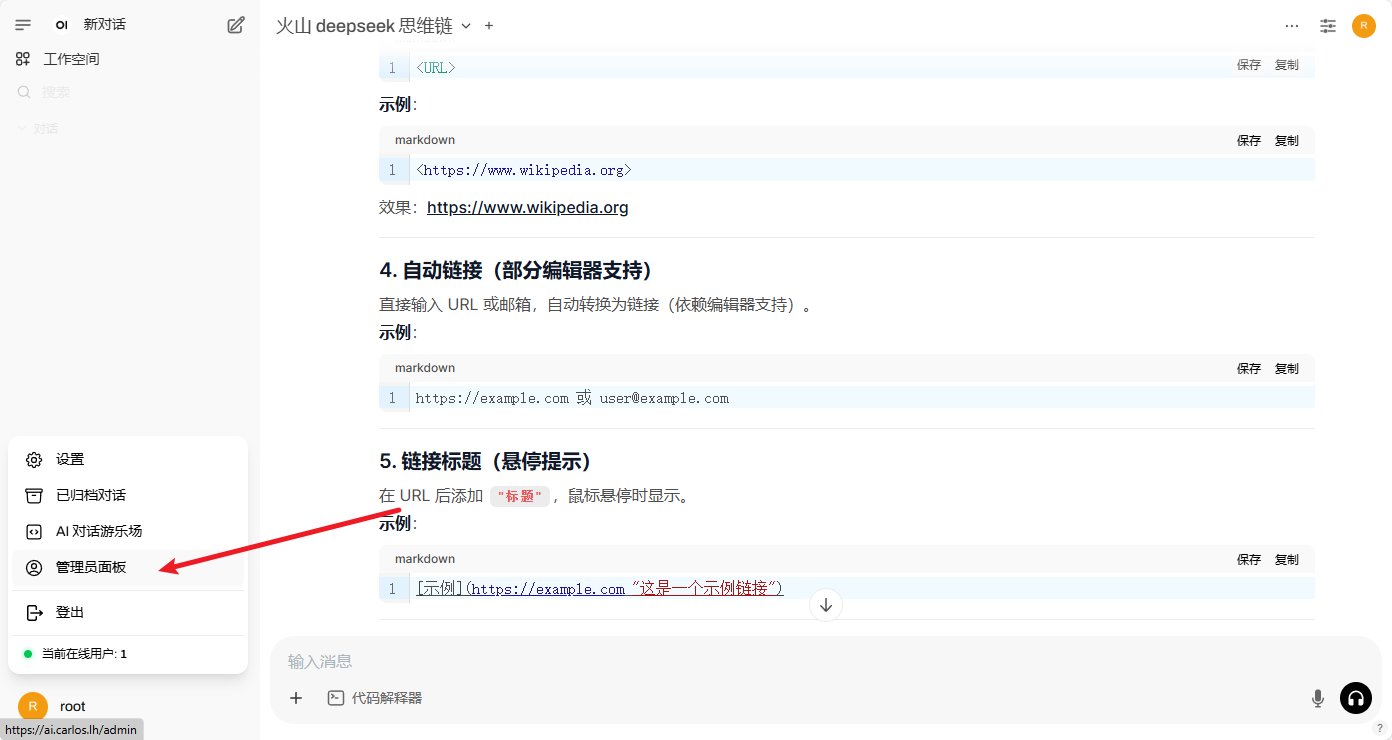 OI 新对话
工作空间
搜索
对话
火山 deepseek 思维链
R
1 <URL>
保存 复制
示例：
markdown
保存 复制
1 <https://www.wikipedia.org>
效果：https://www.wikipedia.org
4. 自动链接（部分编辑器支持）
直接输入 URL 或邮箱，自动转换为链接（依赖编辑器支持）。
示例：
markdown
保存 复制
1 https://example.com 或 user@example.com
5. 链接标题（悬停提示）
在 URL 后添加 "标题" ，鼠标悬停时显示。
示例：
markdown
保存 复制
1 [示例](https://example.com "这是一个示例链接")
设置
已归档对话
AI 对话游乐场
管理员面板
登出
当前在线用户: 1
R root
https://ai.carlos.lh/admin
输入消息
代码解释器
?